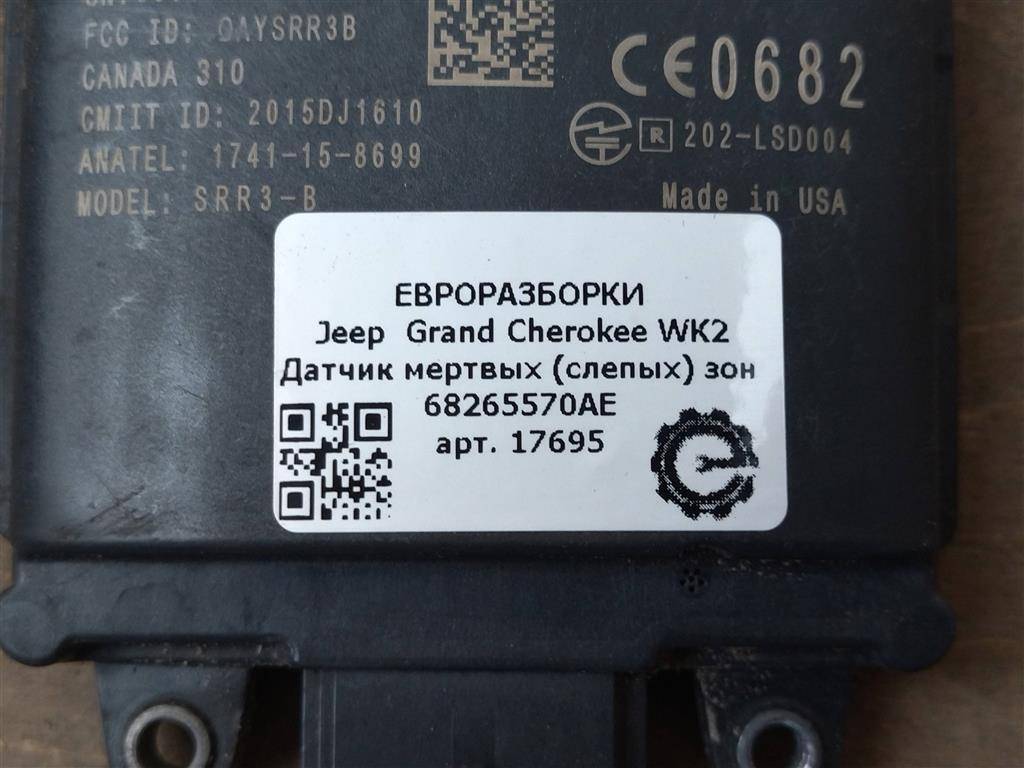 FCC ID: OAYSRR3B
CANADA 310
CMIIT ID: 2015DJ1610
ANATEL: 1741-15-8699
MODEL: SRR3-B
CE0682
R 202-LSD004
Made in USA
ЕВРОРАЗБОРКИ
Jeep Grand Cherokee WK2
Датчик мертвых (слепых) зон
68265570AE
арт. 17695